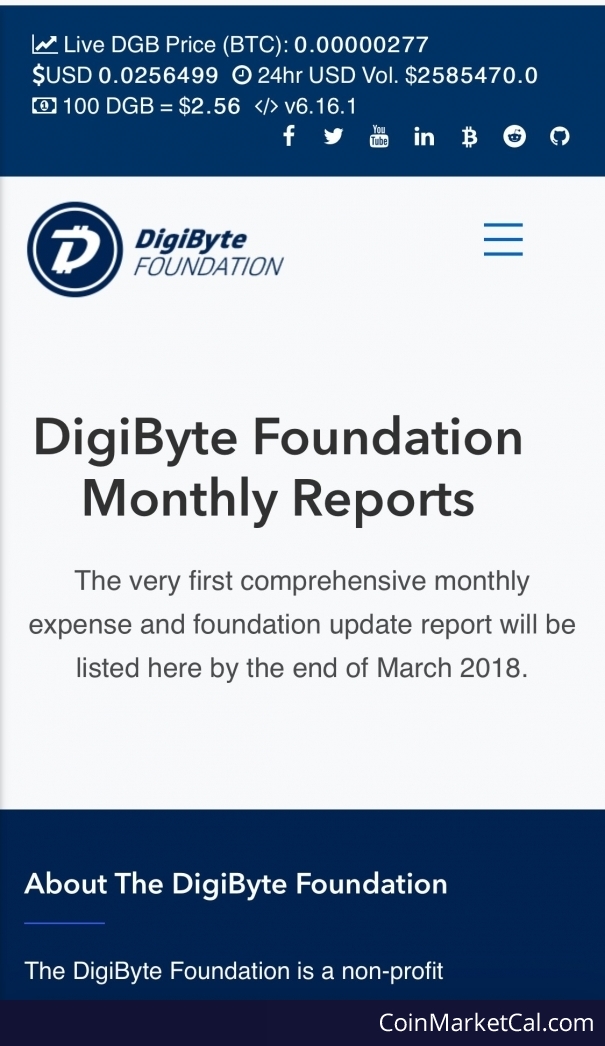 Live DGB Price (BTC): 0.00000277
$USD 0.0256499 24hr USD Vol. $2585470.0
100 DGB = $2.56 </> v6.16.1
You
Tube
in
DigiByte
FOUNDATION
DigiByte Foundation
Monthly Reports
The very first comprehensive monthly
expense and foundation update report will be
listed here by the end of March 2018.
About The DigiByte Foundation
The DigiByte Foundation is a non-profit
CoinMarketCal.com